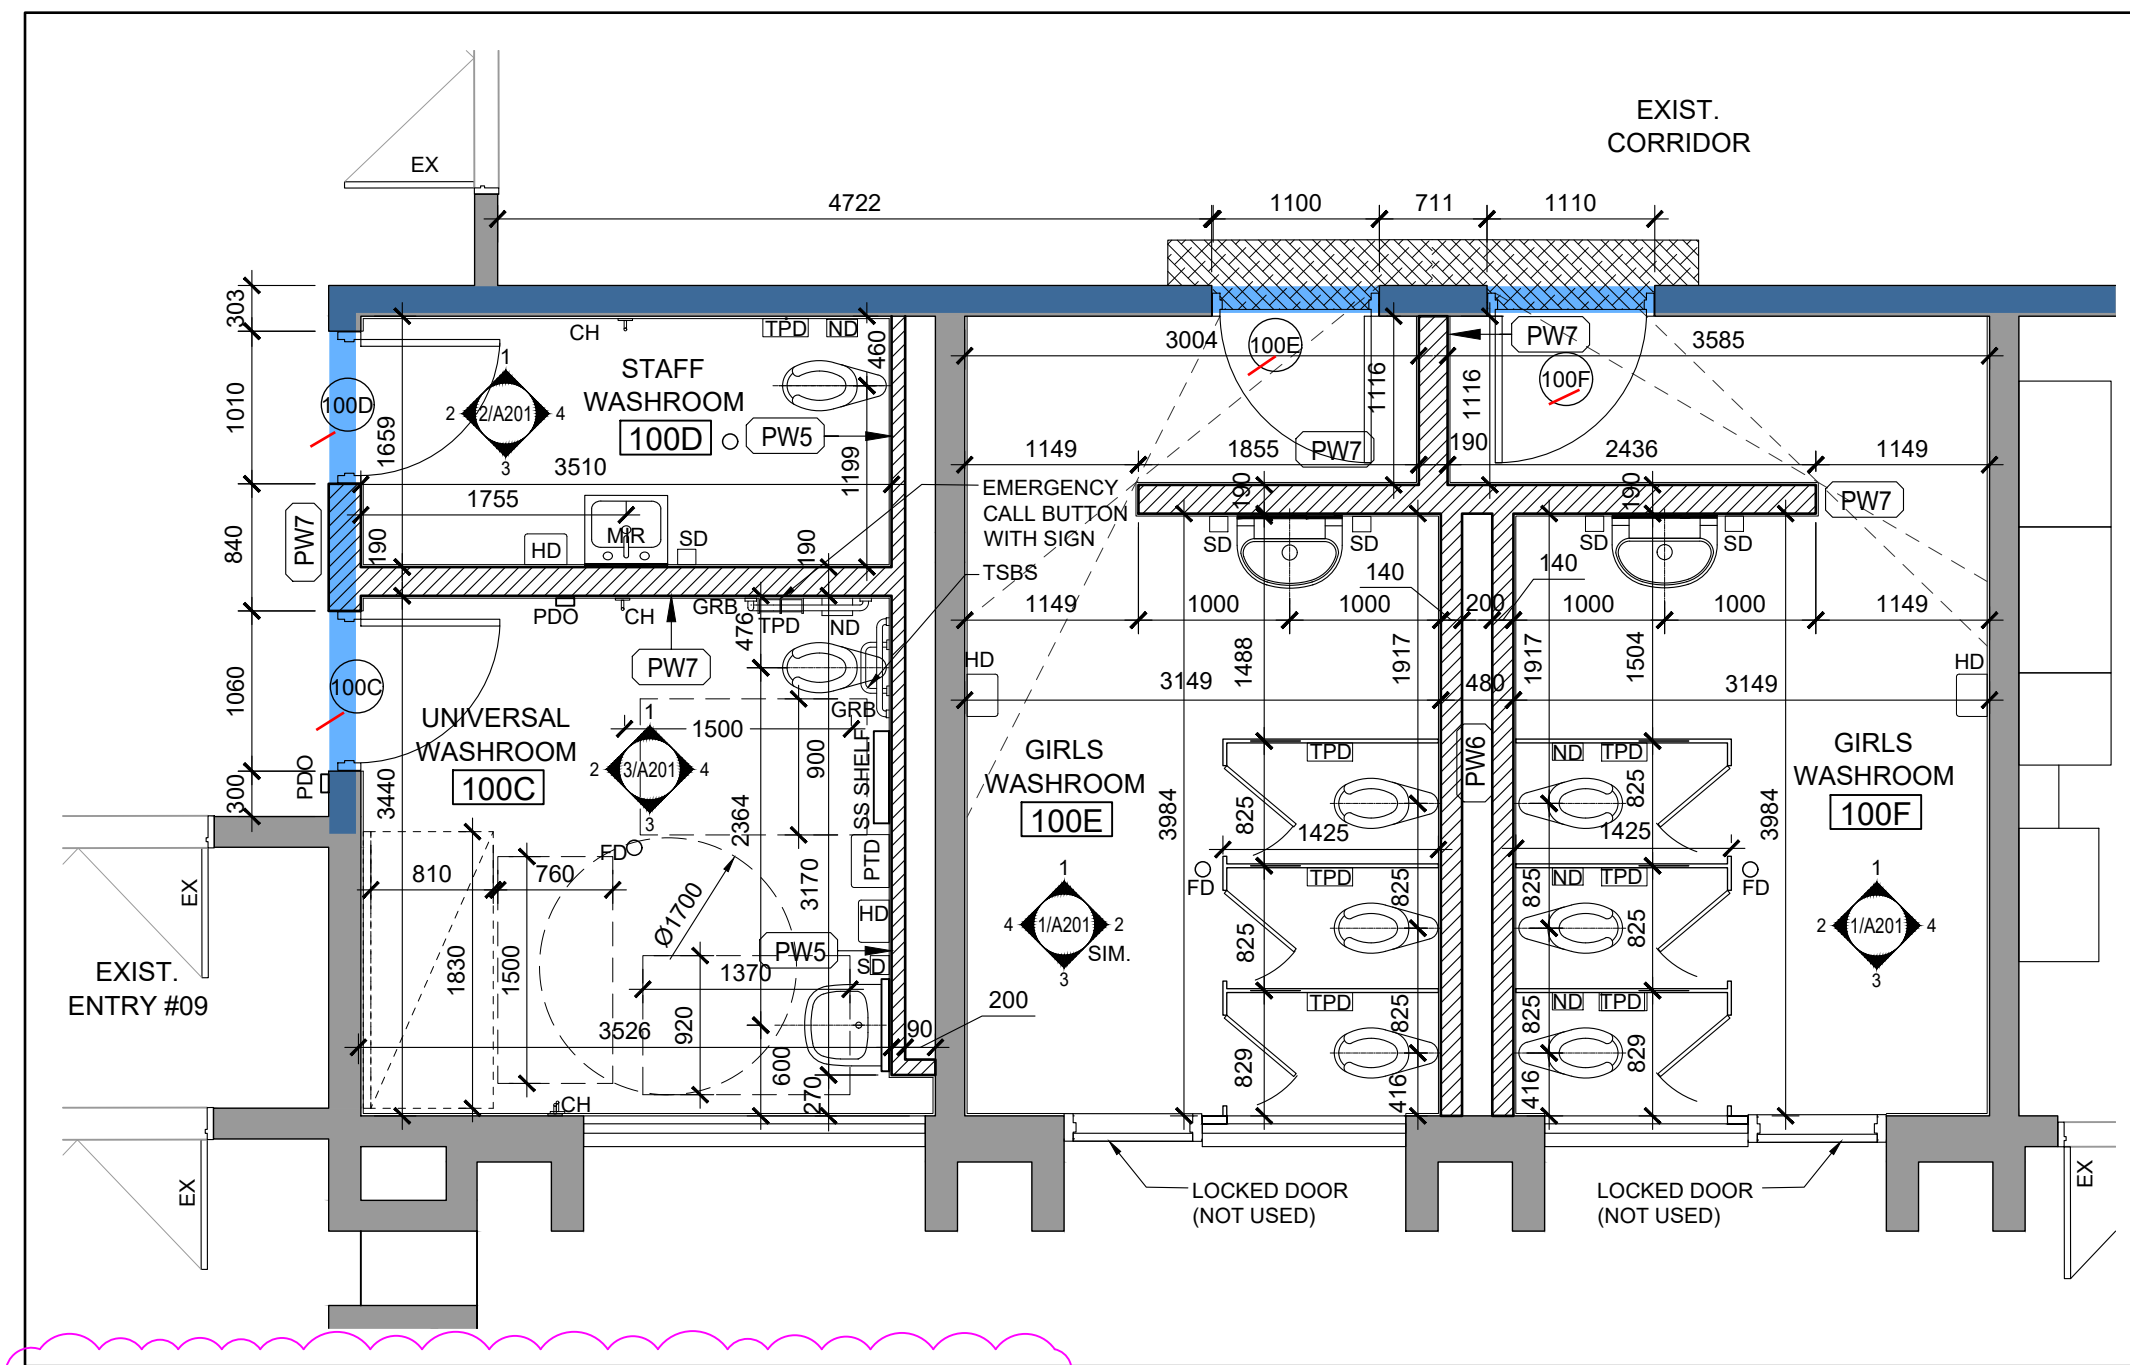 EXIST.
CORRIDOR
EX
4722
1100
711
1110
303
CH
TPD
ND
460
PW7
3004
100E
3585
1010
100D
1
STAFF
WASHROOM
2
2/A201
4
3
100D
PW5
1659
1116
1116
100F
3510
1199
1149
1855
PW7
190
2436
1149
1755
EMERGENCY
CALL BUTTON
WITH SIGN
190
190
PW7
PW7
840
190
HD
MIR
SD
190
SD
SD
SD
SD
TSBS
140
140
PDO
CH
GRB
TPD
ND
476
1149
1000
1000
200
1000
1000
1149
PW7
1488
1917
1917
1504
HD
HD
1060
100C
GRB
3149
480
3149
UNIVERSAL
WASHROOM
100C
1
1500
2
3/A201
4
3
900
SS SHELF
GIRLS
WASHROOM
100E
TPD
PW6
ND
TPD
GIRLS
WASHROOM
100F
PDO
300
3440
2364
3984
825
825
3984
FD
1425
1425
810
760
Ø1700
3170
PTD
EX
TPD
825
825
ND
TPD
FD
FD
1
4
1/A201
2
SIM.
3
1
2
1/A201
4
3
HD
PW5
SD
825
825
EXIST.
ENTRY #09
1830
1500
1370
920
200
TPD
825
825
ND
TPD
3526
90
600
270
829
416
416
829
CH
EX
LOCKED DOOR
(NOT USED)
LOCKED DOOR
(NOT USED)
EX